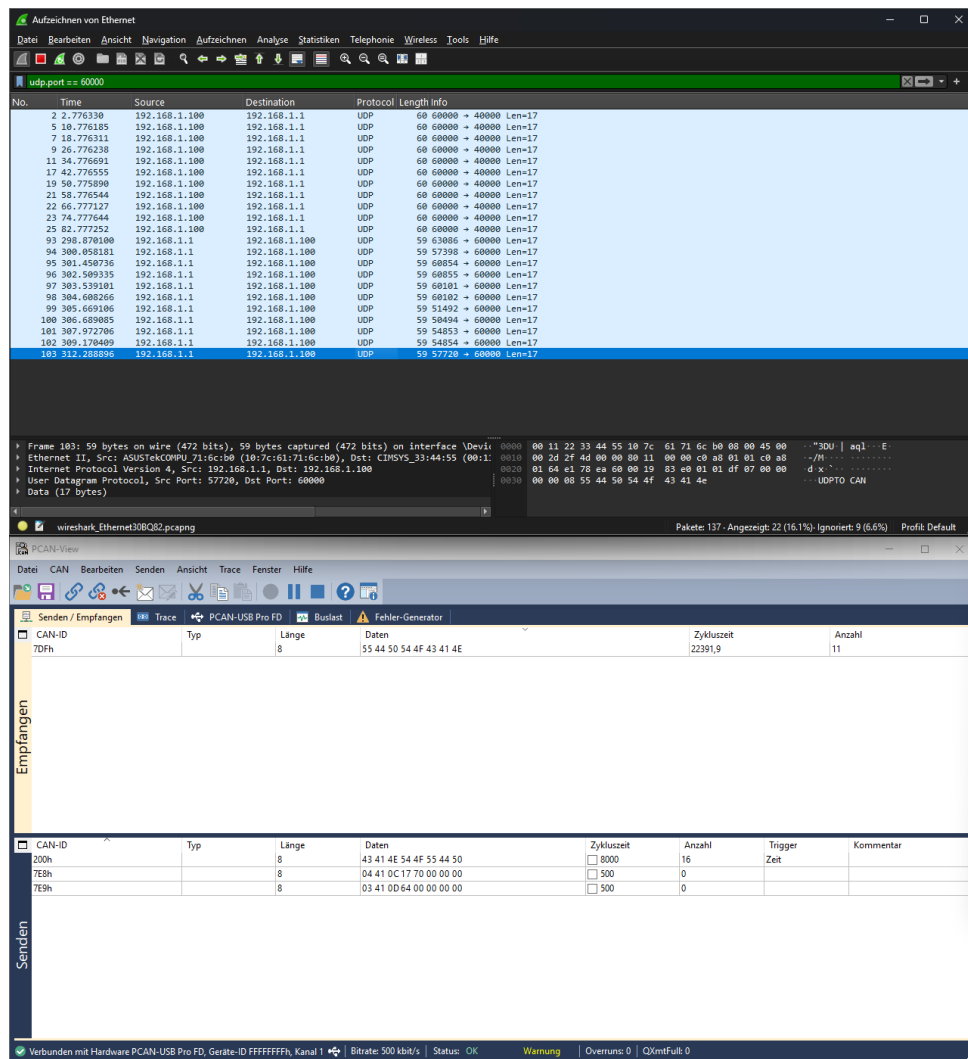 Aufzeichnen von Ethernet
Datei Bearbeiten Ansicht Navigation Aufzeichnen Analyse Statistiken Telephonie Wireless Tools Hilfe
udp.port == 60000
No. Time Source Destination Protocol Length Info
2 2.776330 192.168.1.100 192.168.1.1 UDP 60 60000 → 40000 Len=17
5 10.776185 192.168.1.100 192.168.1.1 UDP 60 60000 → 40000 Len=17
7 18.776311 192.168.1.100 192.168.1.1 UDP 60 60000 → 40000 Len=17
9 26.776238 192.168.1.100 192.168.1.1 UDP 60 60000 → 40000 Len=17
11 34.776691 192.168.1.100 192.168.1.1 UDP 60 60000 → 40000 Len=17
17 42.776555 192.168.1.100 192.168.1.1 UDP 60 60000 → 40000 Len=17
19 50.775890 192.168.1.100 192.168.1.1 UDP 60 60000 → 40000 Len=17
21 58.776544 192.168.1.100 192.168.1.1 UDP 60 60000 → 40000 Len=17
22 66.777127 192.168.1.100 192.168.1.1 UDP 60 60000 → 40000 Len=17
23 74.777644 192.168.1.100 192.168.1.1 UDP 60 60000 → 40000 Len=17
25 82.777252 192.168.1.100 192.168.1.1 UDP 60 60000 → 40000 Len=17
93 298.870100 192.168.1.1 192.168.1.100 UDP 59 63086 → 60000 Len=17
94 300.058181 192.168.1.1 192.168.1.100 UDP 59 57398 → 60000 Len=17
95 301.450736 192.168.1.1 192.168.1.100 UDP 59 60854 → 60000 Len=17
96 302.509335 192.168.1.1 192.168.1.100 UDP 59 60855 → 60000 Len=17
97 303.539101 192.168.1.1 192.168.1.100 UDP 59 60101 → 60000 Len=17
98 304.608266 192.168.1.1 192.168.1.100 UDP 59 60102 → 60000 Len=17
99 305.669106 192.168.1.1 192.168.1.100 UDP 59 51492 → 60000 Len=17
100 306.689085 192.168.1.1 192.168.1.100 UDP 59 50494 → 60000 Len=17
101 307.972706 192.168.1.1 192.168.1.100 UDP 59 54853 → 60000 Len=17
102 309.170409 192.168.1.1 192.168.1.100 UDP 59 54854 → 60000 Len=17
103 312.288896 192.168.1.1 192.168.1.100 UDP 59 57720 → 60000 Len=17
Frame 103: 59 bytes on wire (472 bits), 59 bytes captured (472 bits) on interface \Devic 0000 00 11 22 33 44 55 10 7c 61 71 6c b0 08 00 45 00 ··"3DU·| aql···E·
Ethernet II, Src: ASUSTekCOMPU_71:6c:b0 (10:7c:61:71:6c:b0), Dst: CIMSYS_33:44:55 (00:11 0010 00 2d 2f 4d 00 00 80 11 00 00 c0 a8 01 01 c0 a8 ·-/M···· ········
Internet Protocol Version 4, Src: 192.168.1.1, Dst: 192.168.1.100 0020 01 64 e1 78 ea 60 00 19 83 e0 01 01 df 07 00 00 ·d·x·`·· ········
User Datagram Protocol, Src Port: 57720, Dst Port: 60000 0030 00 00 08 55 44 50 54 4f 43 41 4e ···UDPTO CAN
Data (17 bytes)
wireshark_Ethernet30BQ82.pcapng Pakete: 137 · Angezeigt: 22 (16.1%) · Ignoriert: 9 (6.6%) Profil: Default
PCAN-View
Datei CAN Bearbeiten Senden Ansicht Trace Fenster Hilfe
Senden / Empfangen Trace PCAN-USB Pro FD Buslast Fehler-Generator
CAN-ID Typ Länge Daten Zykluszeit Anzahl
7DFh 8 55 44 50 54 4F 43 41 4E 22391,9 11
Empfangen
CAN-ID Typ Länge Daten Zykluszeit Anzahl Trigger Kommentar
200h 8 43 41 4E 54 4F 55 44 50 8000 16 Zeit
7E8h 8 04 41 0C 17 70 00 00 00 500 0
7E9h 8 03 41 0D 64 00 00 00 00 500 0
Senden
Verbunden mit Hardware PCAN-USB Pro FD, Geräte-ID FFFFFFFFh, Kanal 1 Bitrate: 500 kbit/s Status: OK Warnung Overruns: 0 QXmtFull: 0